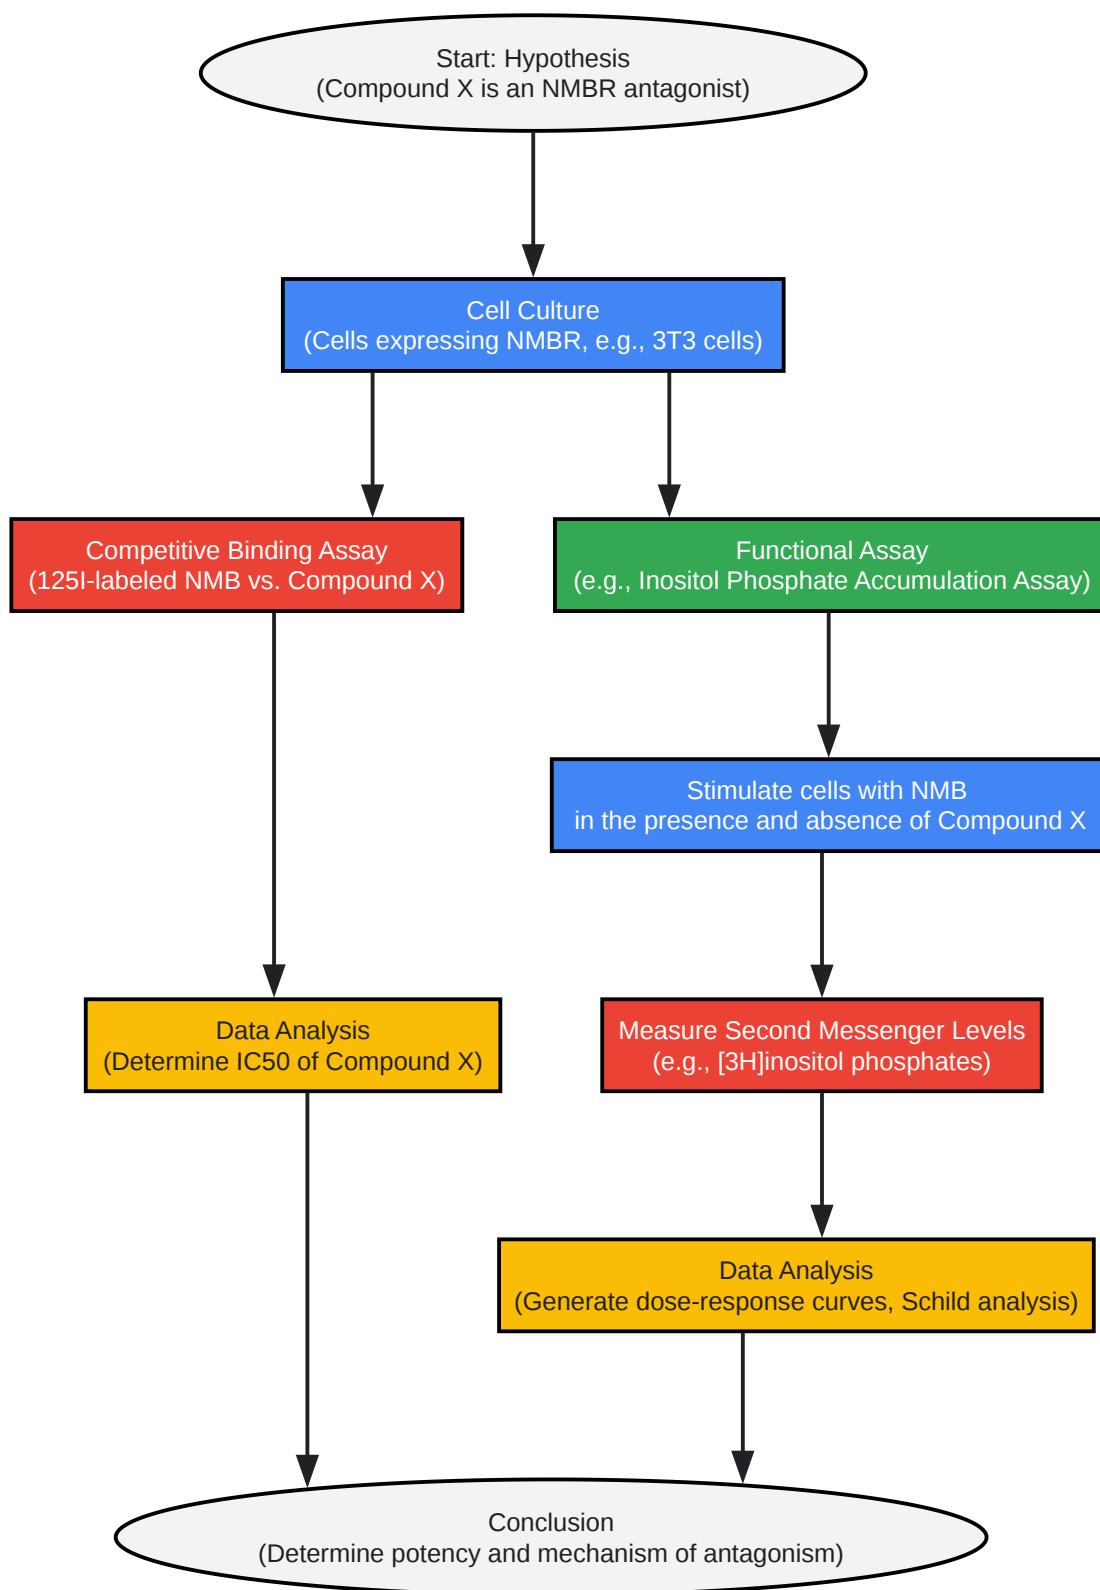 Start: Hypothesis
(Compound X is an NMBR antagonist)
Cell Culture
(Cells expressing NMBR, e.g., 3T3 cells)
Competitive Binding Assay
(125I-labeled NMB vs. Compound X)
Functional Assay
(e.g., Inositol Phosphate Accumulation Assay)
Stimulate cells with NMB
in the presence and absence of Compound X
Data Analysis
(Determine IC50 of Compound X)
Measure Second Messenger Levels
(e.g., [3H]inositol phosphates)
Data Analysis
(Generate dose-response curves, Schild analysis)
Conclusion
(Determine potency and mechanism of antagonism)